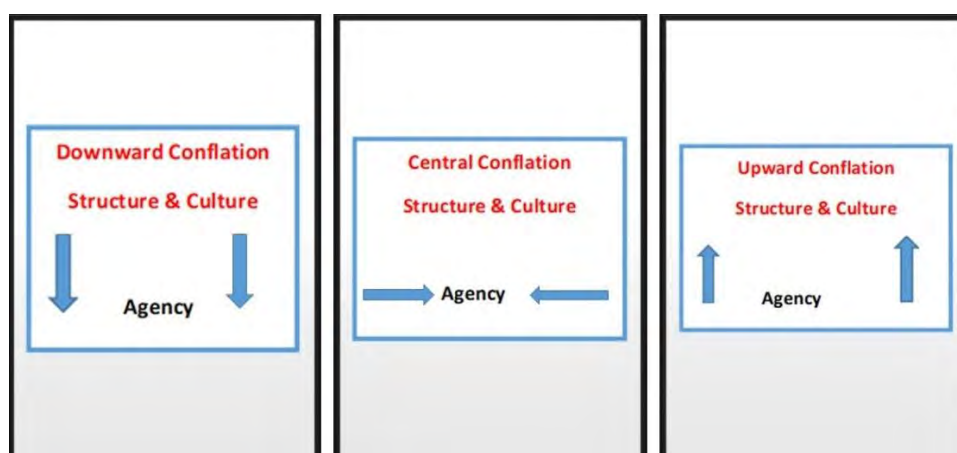 Downward Conflation
Structure & Culture
Agency
Central Conflation
Structure & Culture
Agency
Upward Conflation
Structure & Culture
Agency